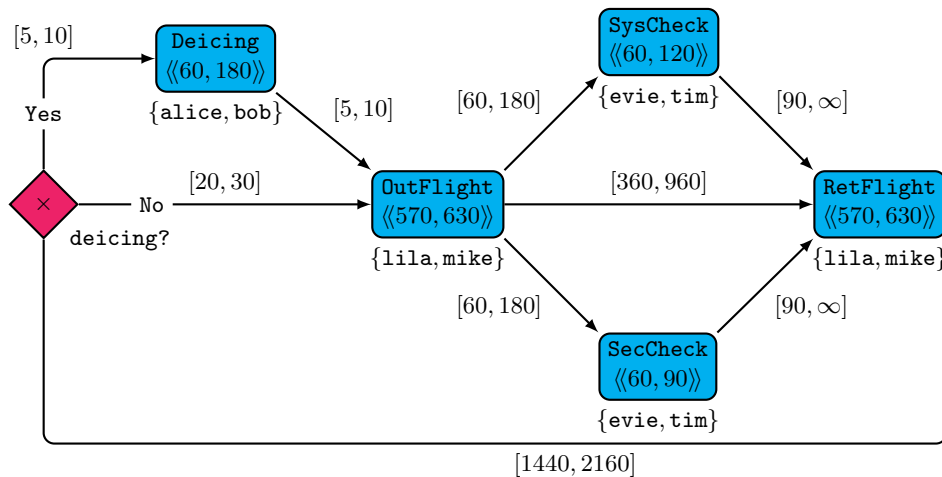 [5, 10]
Deicing
⟪60, 180⟫
{alice, bob}
SysCheck
⟪60, 120⟫
{evie, tim}
[5, 10]
[60, 180]
[90, ∞]
Yes
×
No
deicing?
[20, 30]
OutFlight
⟪570, 630⟫
{lila, mike}
[360, 960]
RetFlight
⟪570, 630⟫
{lila, mike}
[60, 180]
[90, ∞]
SecCheck
⟪60, 90⟫
{evie, tim}
[1440, 2160]